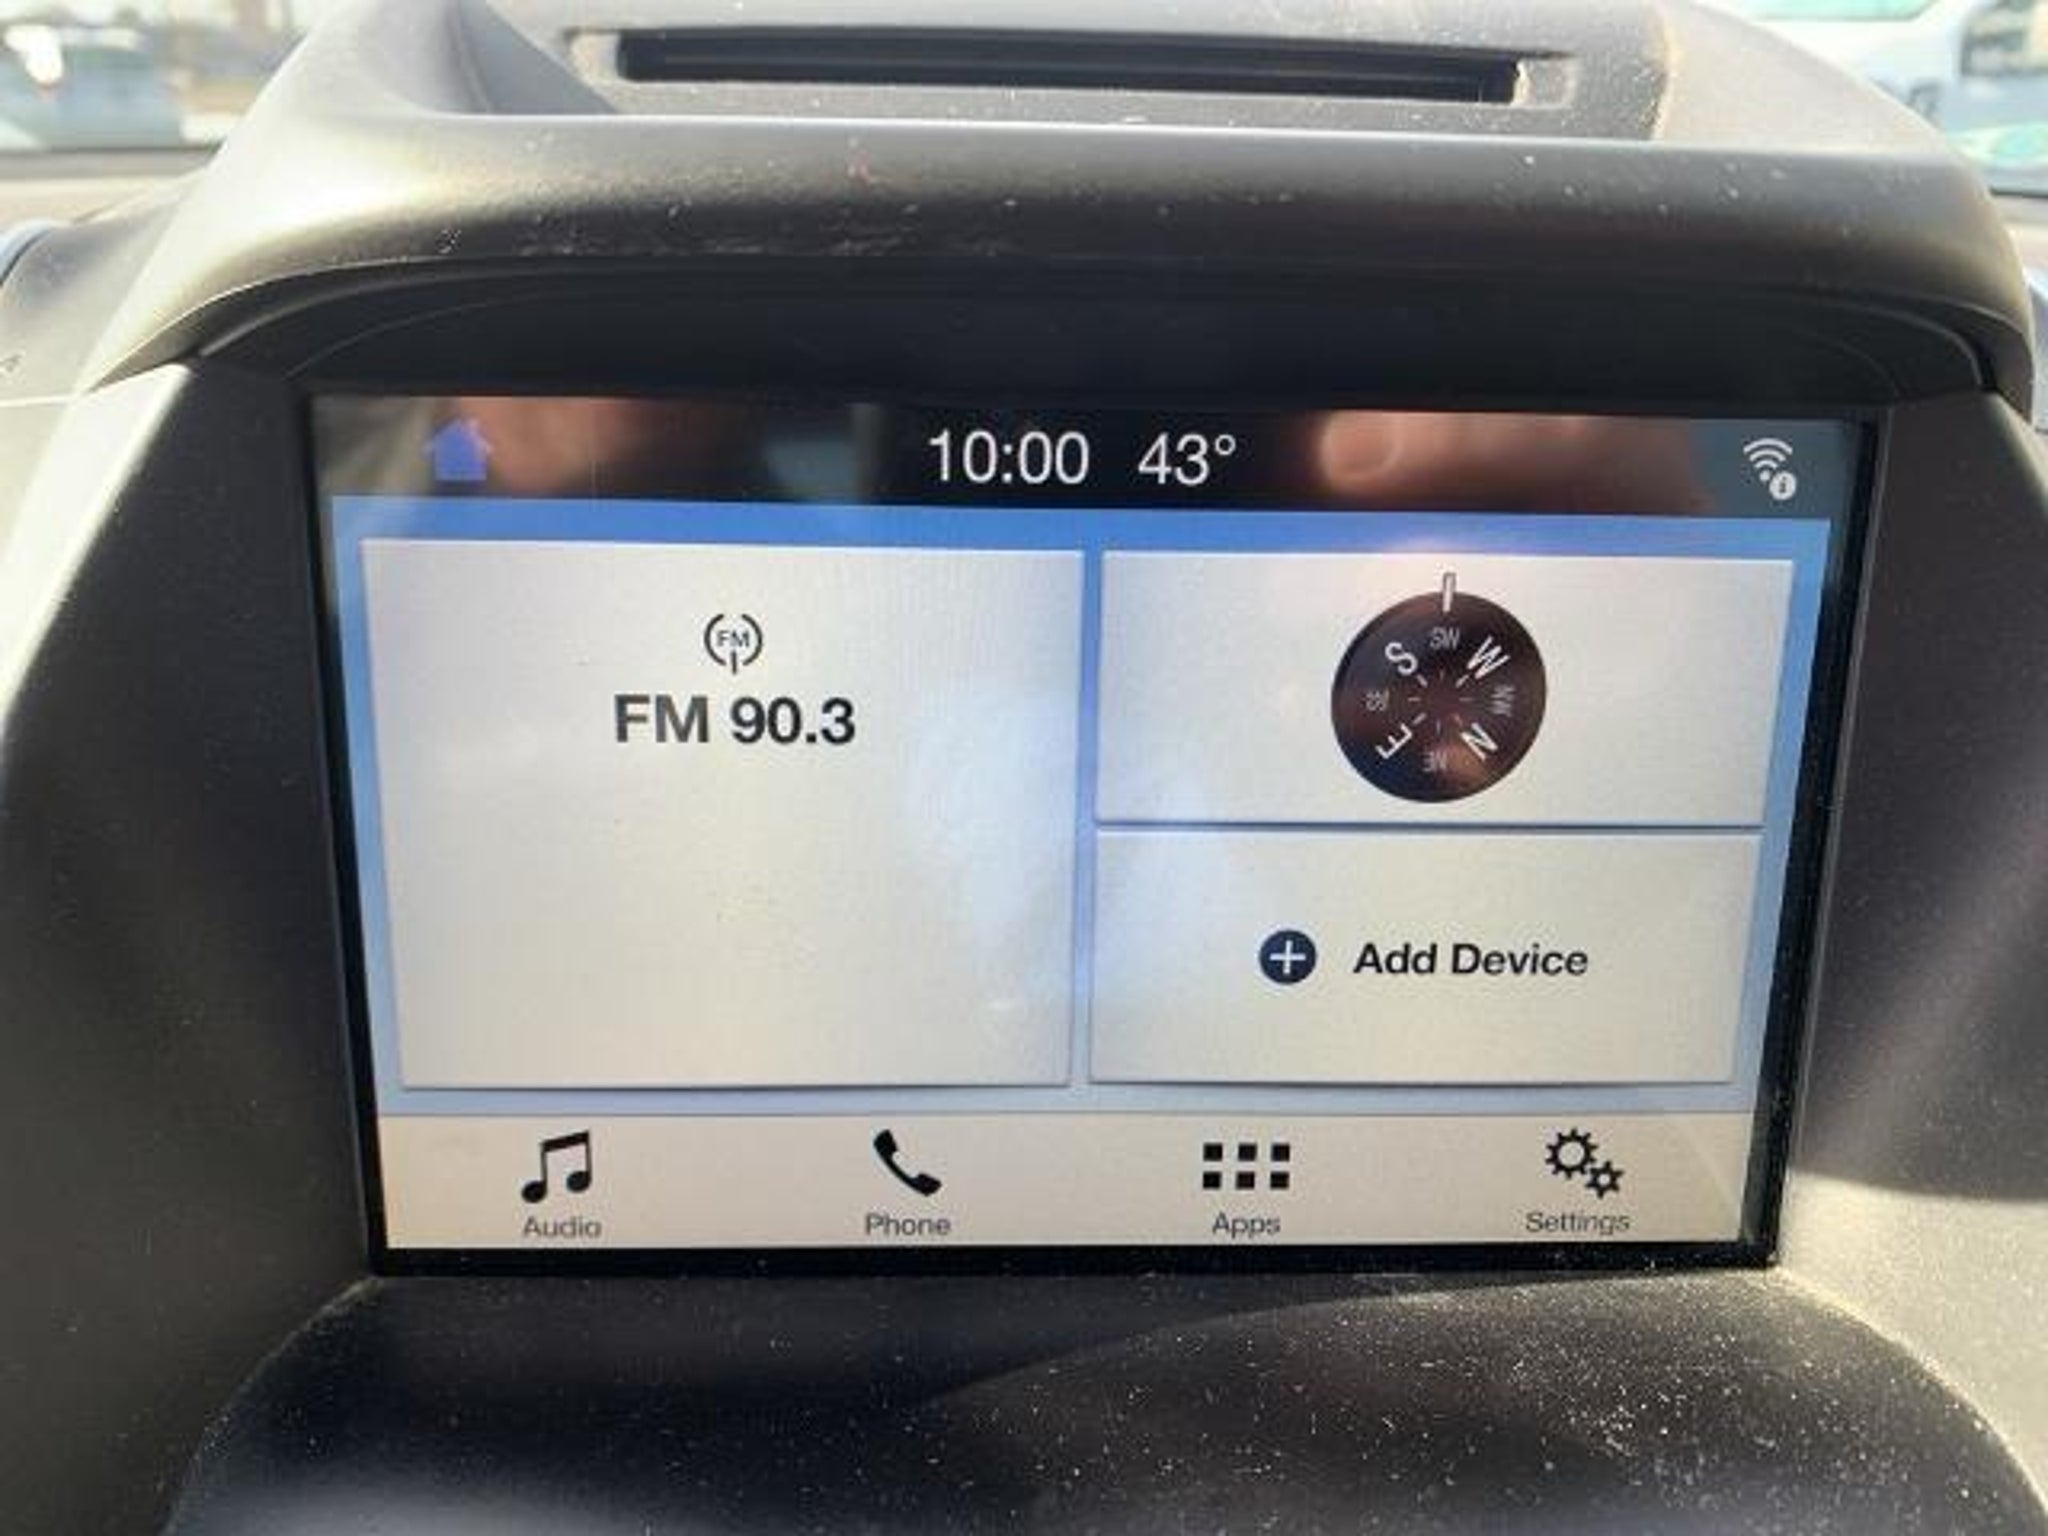 10:00 43°
FM
FM 90.3
SW
S W
SE NW
E N
NE
Add Device
Audio Phone Apps Settings